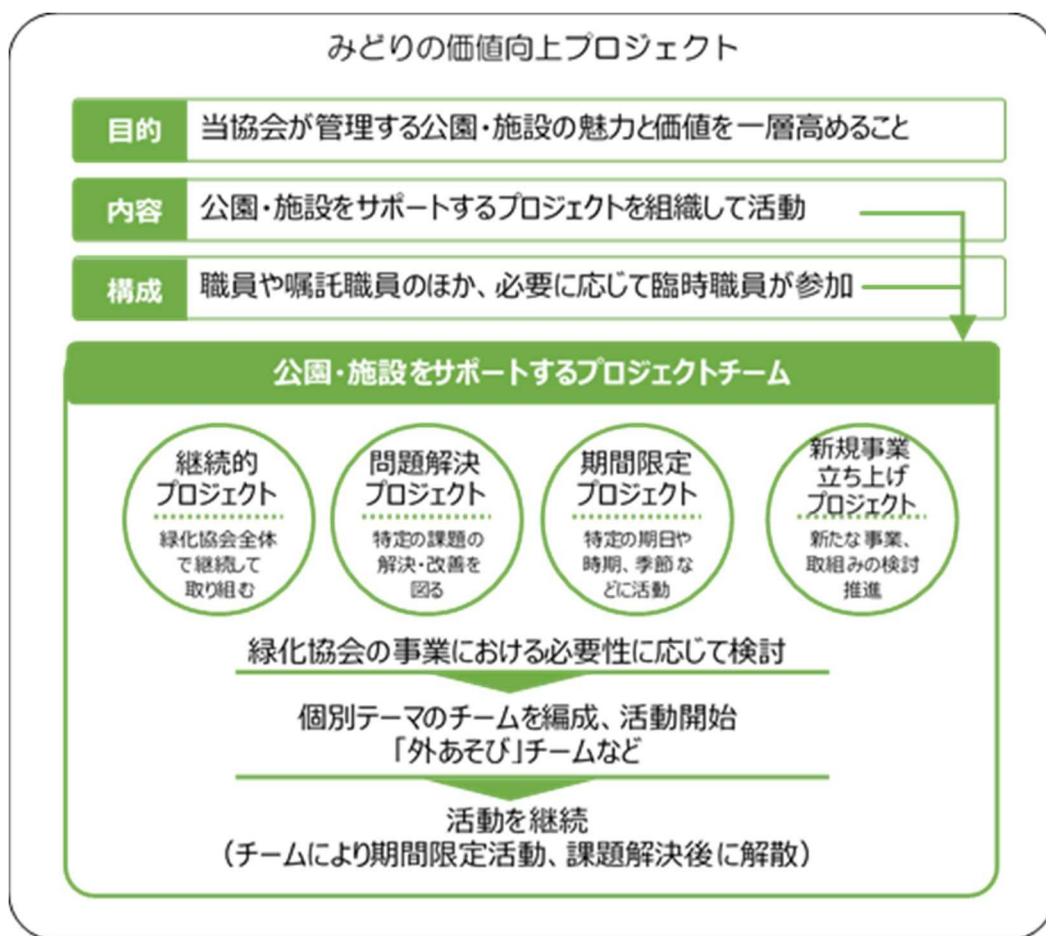 みどりの価値向上プロジェクト
目的
当協会が管理する公園・施設の魅力と価値を一層高めること
内容
公園・施設をサポートするプロジェクトを組織して活動
構成
職員や嘱託職員のほか、必要に応じて臨時職員が参加
公園・施設をサポートするプロジェクトチーム
継続的
プロジェクト
緑化協会全体
で継続して
取り組む
問題解決
プロジェクト
特定の課題の
解決・改善を
図る
期間限定
プロジェクト
特定の期日や
時期、季節な
どに活動
新規事業
立ち上げ
プロジェクト
新たな事業、
取組みの検討
推進
緑化協会の事業における必要性に応じて検討
個別テーマのチームを編成、活動開始
「外あそび」チームなど
活動を継続
（チームにより期間限定活動、課題解決後に解散）